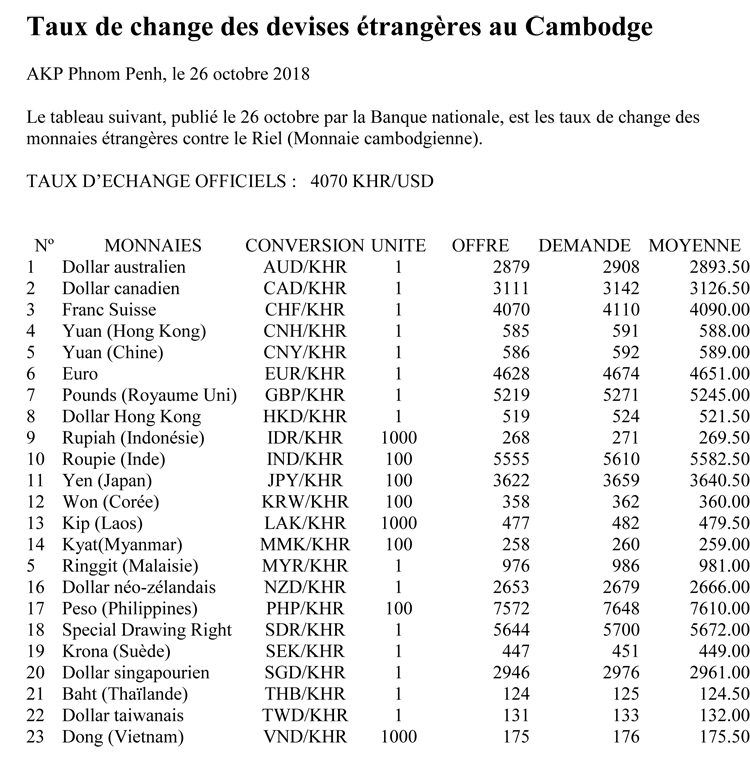 Taux de change des devises étrangères au Cambodge
AKP Phnom Penh, le 26 octobre 2018
Le tableau suivant, publié le 26 octobre par la Banque nationale, est les taux de change des
monnaies étrangères contre le Riel (Monnaie cambodgienne).
TAUX D'ECHANGE OFFICIELS : 4070 KHR/USD
Nº MONNAIES CONVERSION UNITE OFFRE DEMANDE MOYENNE
1 Dollar australien AUD/KHR 1 2879 2908 2893.50
2 Dollar canadien CAD/KHR 1 3111 3142 3126.50
3 Franc Suisse CHF/KHR 1 4070 4110 4090.00
4 Yuan (Hong Kong) CNH/KHR 1 585 591 588.00
5 Yuan (Chine) CNY/KHR 1 586 592 589.00
6 Euro EUR/KHR 1 4628 4674 4651.00
7 Pounds (Royaume Uni) GBP/KHR 1 5219 5271 5245.00
8 Dollar Hong Kong HKD/KHR 1 519 524 521.50
9 Rupiah (Indonésie) IDR/KHR 1000 268 271 269.50
10 Roupie (Inde) IND/KHR 100 5555 5610 5582.50
11 Yen (Japan) JPY/KHR 100 3622 3659 3640.50
12 Won (Corée) KRW/KHR 100 358 362 360.00
13 Kip (Laos) LAK/KHR 1000 477 482 479.50
14 Kyat(Myanmar) MMK/KHR 100 258 260 259.00
5 Ringgit (Malaisie) MYR/KHR 1 976 986 981.00
16 Dollar néo-zélandais NZD/KHR 1 2653 2679 2666.00
17 Peso (Philippines) PHP/KHR 100 7572 7648 7610.00
18 Special Drawing Right SDR/KHR 1 5644 5700 5672.00
19 Krona (Suède) SEK/KHR 1 447 451 449.00
20 Dollar singapourien SGD/KHR 1 2946 2976 2961.00
21 Baht (Thaïlande) THB/KHR 1 124 125 124.50
22 Dollar taiwanais TWD/KHR 1 131 133 132.00
23 Dong (Vietnam) VND/KHR 1000 175 176 175.50